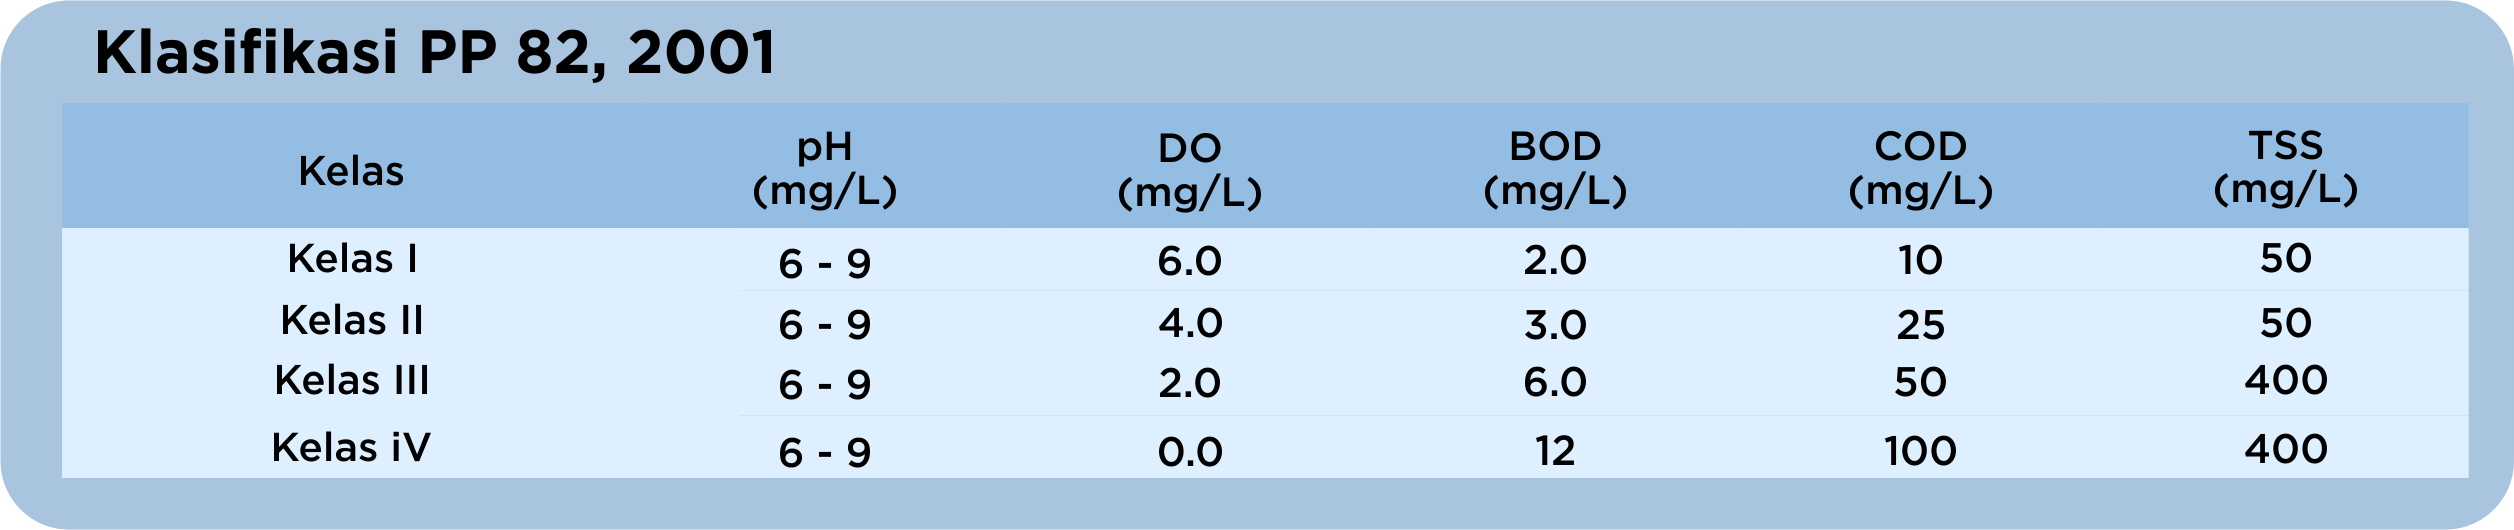 Klasifikasi PP 82, 2001
Kelas pH (mg/L) DO (mg/L) BOD (mg/L) COD (mg/L) TSS (mg/L)
Kelas I 6 - 9 6.0 2.0 10 50
Kelas II 6 - 9 4.0 3.0 25 50
Kelas III 6 - 9 2.0 6.0 50 400
Kelas iV 6 - 9 0.0 12 100 400